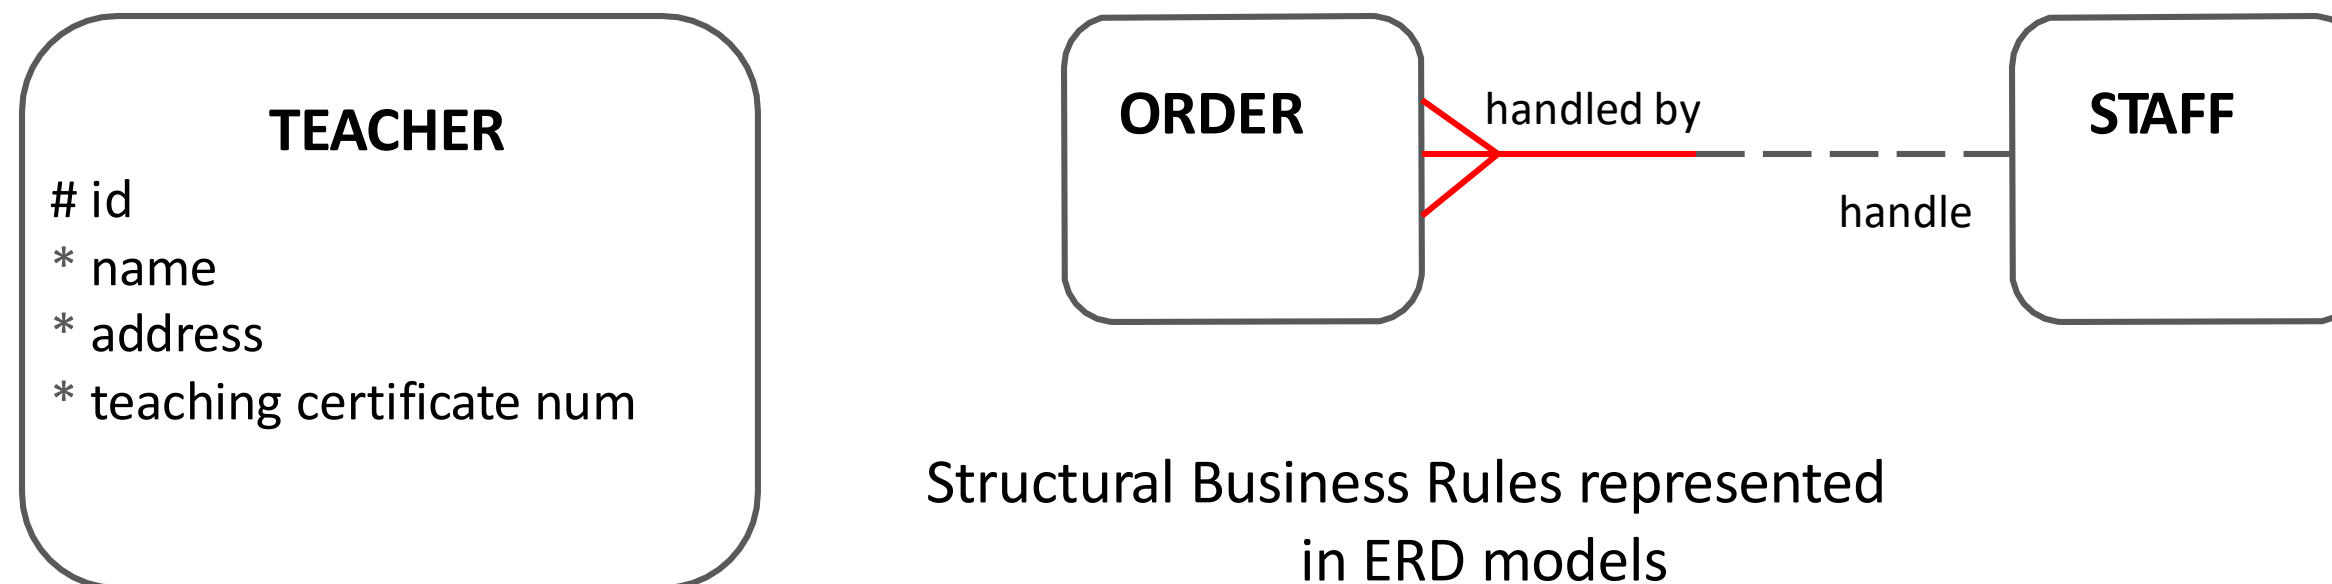 TEACHER
# id
* name
* address
* teaching certificate num
ORDER
handled by
handle
STAFF
Structural Business Rules represented
in ERD models